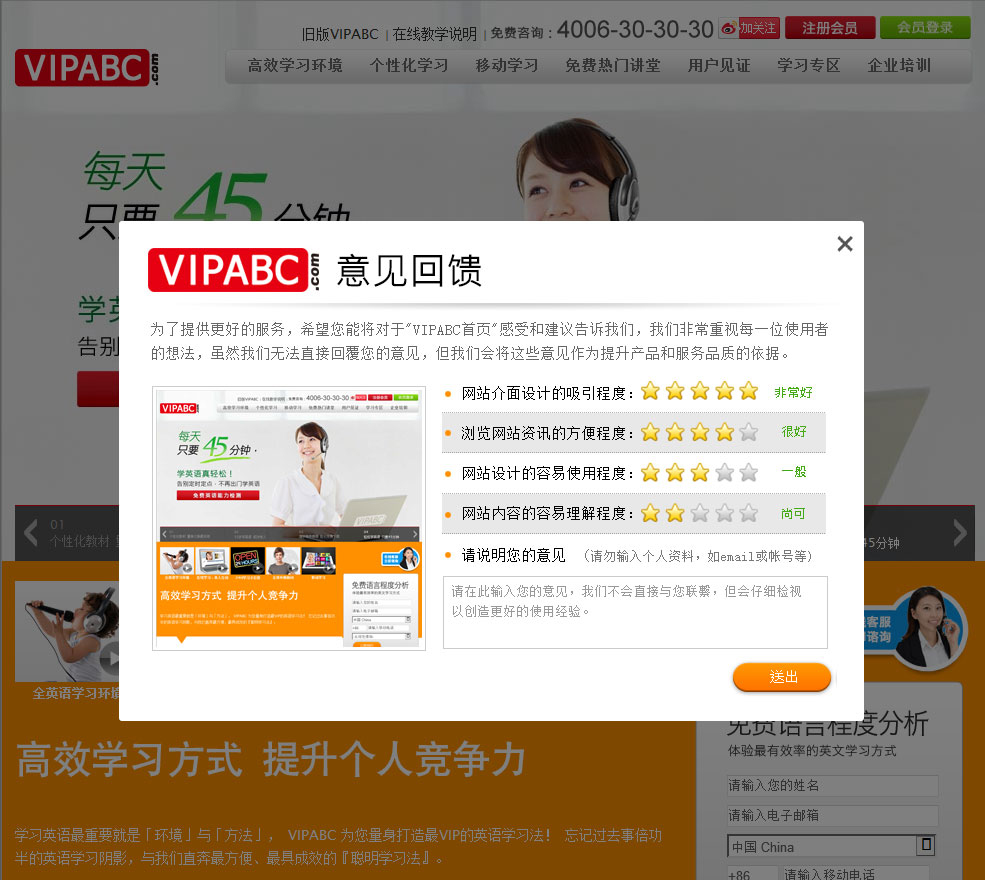 旧版VIPABC | 在线教学说明 | 免费咨询：4006-30-30-30 加关注 注册会员 会员登录
VIPABC.com
高效学习环境 个性化学习 移动学习 免费热门讲堂 用户见证 学习专区 企业培训
每天
只要 45 分钟
VIPABC.com 意见回馈
为了提供更好的服务，希望您能将对于"VIPABC首页"感受和建议告诉我们，我们非常重视每一位使用者
的想法，虽然我们无法直接回覆您的意见，但我们会将这些意见作为提升产品和服务品质的依据。
学英
告别
VIPABC
4006-30-30-30
每天
只要 45 分钟，
学英语真轻松！
告别定时定点，不再出门学英语
免费英语能力检测
OPEN
24 HOURS
高效学习方式 提升个人竞争力
免费语言程度分析
网站介面设计的吸引程度： 非常好
浏览网站资讯的方便程度： 很好
网站设计的容易使用程度： 一般
网站内容的容易理解程度： 尚可
请说明您的意见 （请勿输入个人资料，如email或帐号等）
请在此输入您的意见，我们不会直接与您联繫，但会仔细检视
以创造更好的使用经验。
送出
01
个性化教材
45分钟
客服
咨询
全英语学习环境
高效学习方式 提升个人竞争力
学习英语最重要就是「环境」与「方法」， VIPABC 为您量身打造最VIP的英语学习法！ 忘记过去事倍功
半的英语学习阴影，与我们直奔最方便、最具成效的『聪明学习法』。
免费语言程度分析
体验最有效率的英文学习方式
请输入您的姓名
请输入电子邮箱
中国 China
+86 请输入移动电话